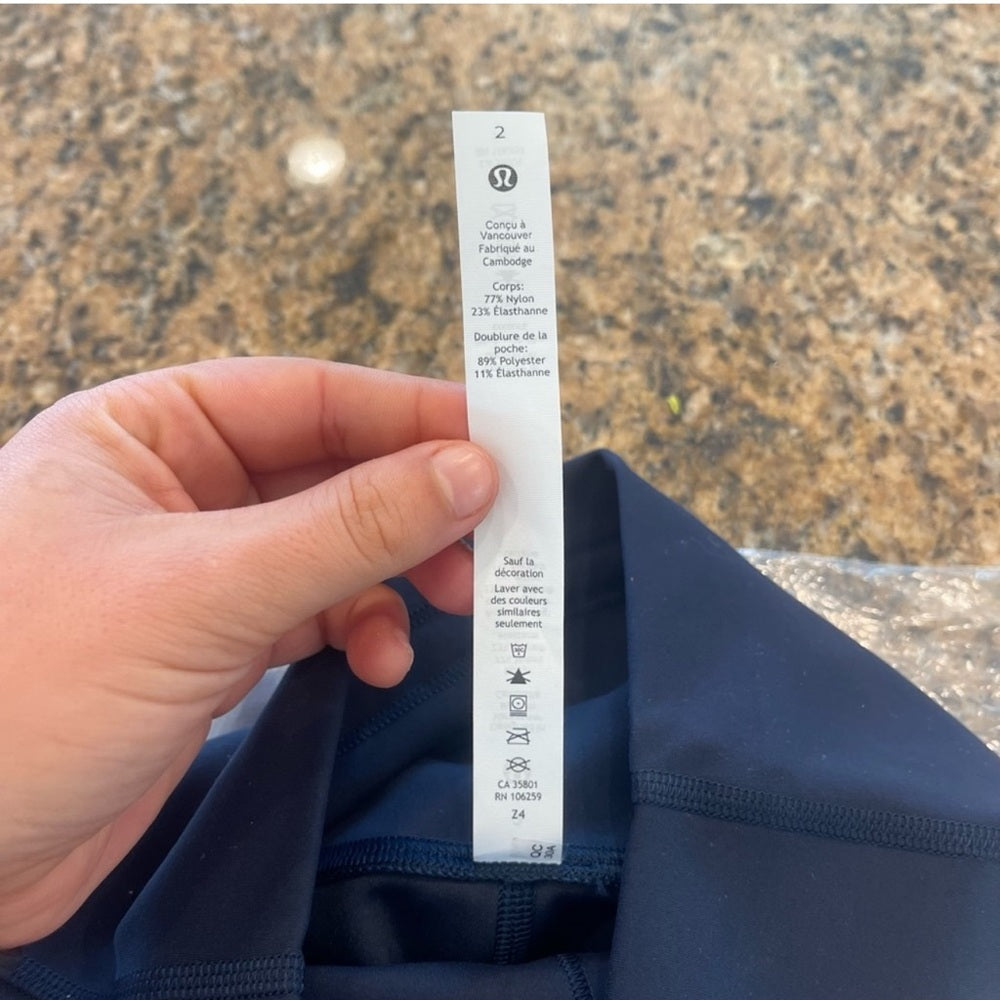 2
Conçu à
Vancouver
Fabriqué au
Cambodge
Corps:
77% Nylon
23% Élasthanne
Doublure de la
poche:
89% Polyester
11% Élasthanne
Sauf la
décoration
Laver avec
des couleurs
similaires
seulement
CA 35801
RN 106259
Z4
QC